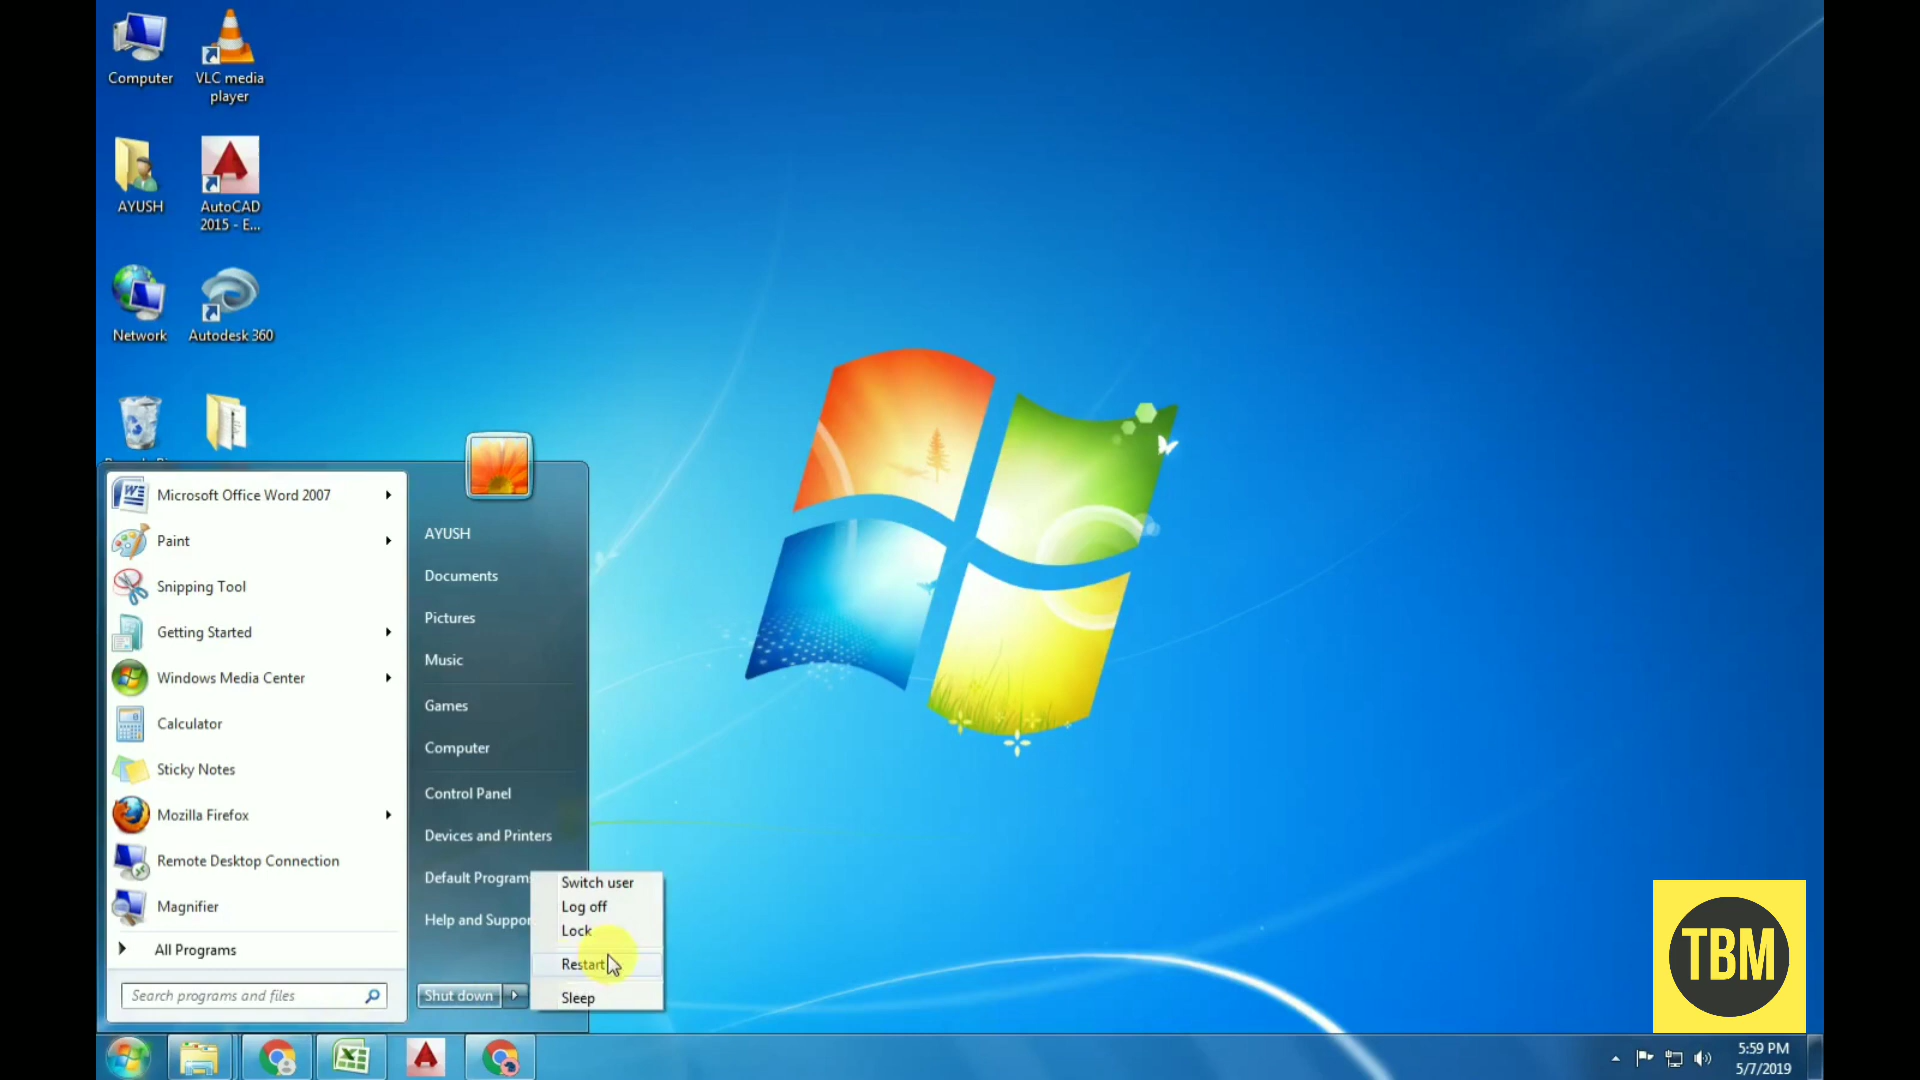 Computer
VLC media
player
AYUSH
AutoCAD
2015 - E...
Network
Autodesk 360
Microsoft Office Word 2007
Paint
Snipping Tool
Getting Started
Windows Media Center
Calculator
Sticky Notes
Mozilla Firefox
Remote Desktop Connection
Magnifier
All Programs
Search programs and files
AYUSH
Documents
Pictures
Music
Games
Computer
Control Panel
Devices and Printers
Default Programs
Help and Suppor
Shut down
Switch user
Log off
Lock
Restart
Sleep
TBM
5:59 PM
5/7/2019